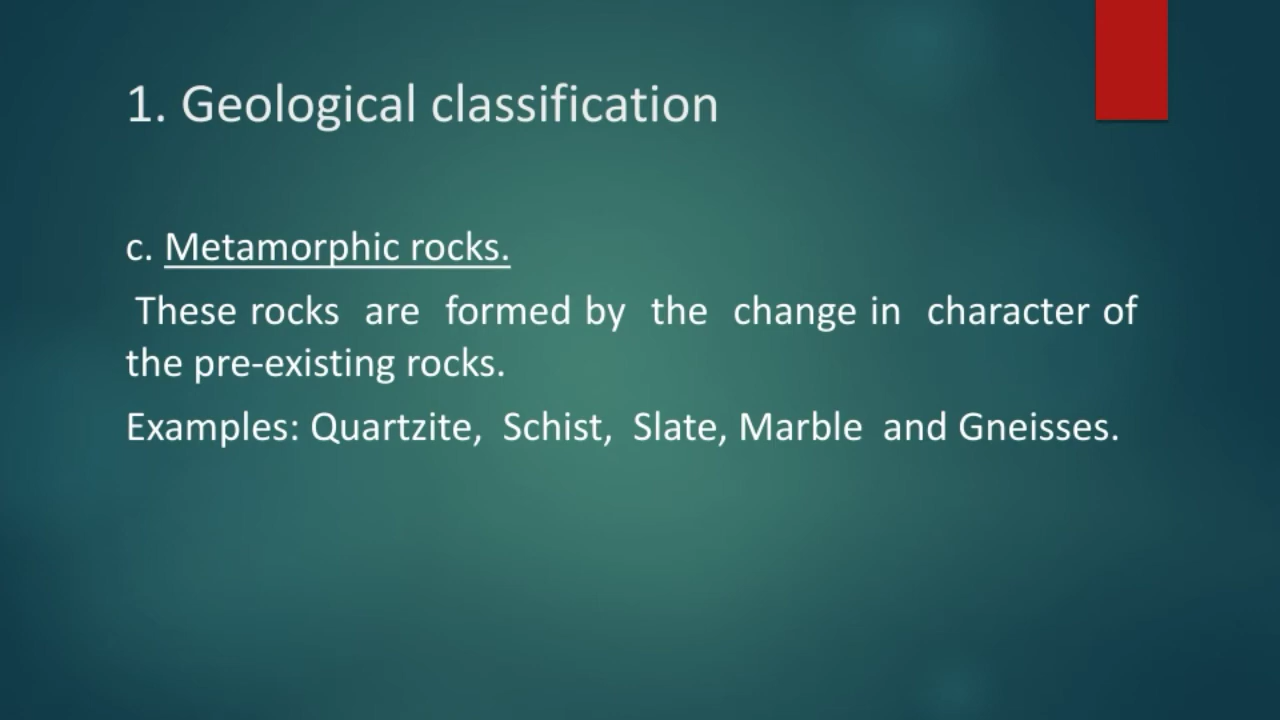 1. Geological classification
c. Metamorphic rocks.
These rocks are formed by the change in character of
the pre-existing rocks.
Examples: Quartzite, Schist, Slate, Marble and Gneisses.